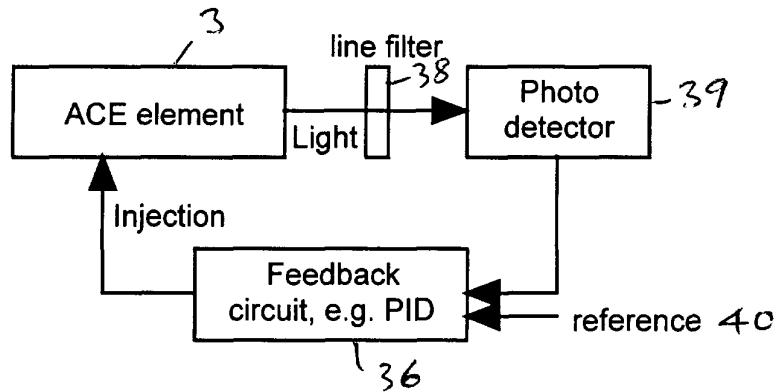 3
line filter
38
ACE element
Light
Photo
detector
39
Injection
Feedback
circuit, e.g. PID
reference 40
36